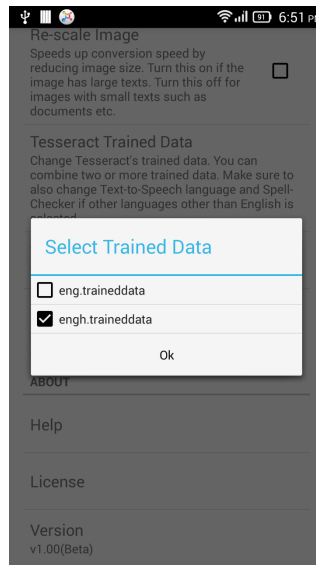 91 6:51 PM
Re-scale Image
Speeds up conversion speed by
reducing image size. Turn this on if the
image has large texts. Turn this off for
images with small texts such as
documents etc.
Tesseract Trained Data
Change Tesseract's trained data. You can
combine two or more trained data. Make sure to
also change Text-to-Speech language and Spell-
Checker if other languages other than English is
selected
Select Trained Data
eng.traineddata
engh.traineddata
Ok
ABOUT
Help
License
Version
v1.00(Beta)